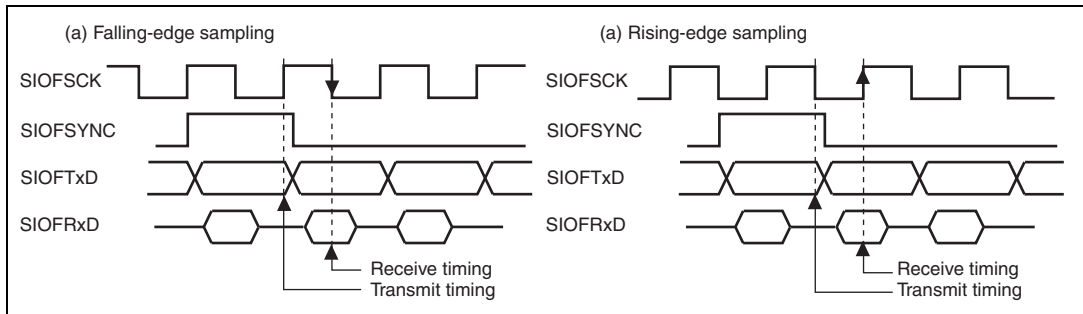 (a) Falling-edge sampling
SIOFSCK
SIOFSYNC
SIOFTxD
SIOFRxD
Receive timing
Transmit timing
(a) Rising-edge sampling
SIOFSCK
SIOFSYNC
SIOFTxD
SIOFRxD
Receive timing
Transmit timing